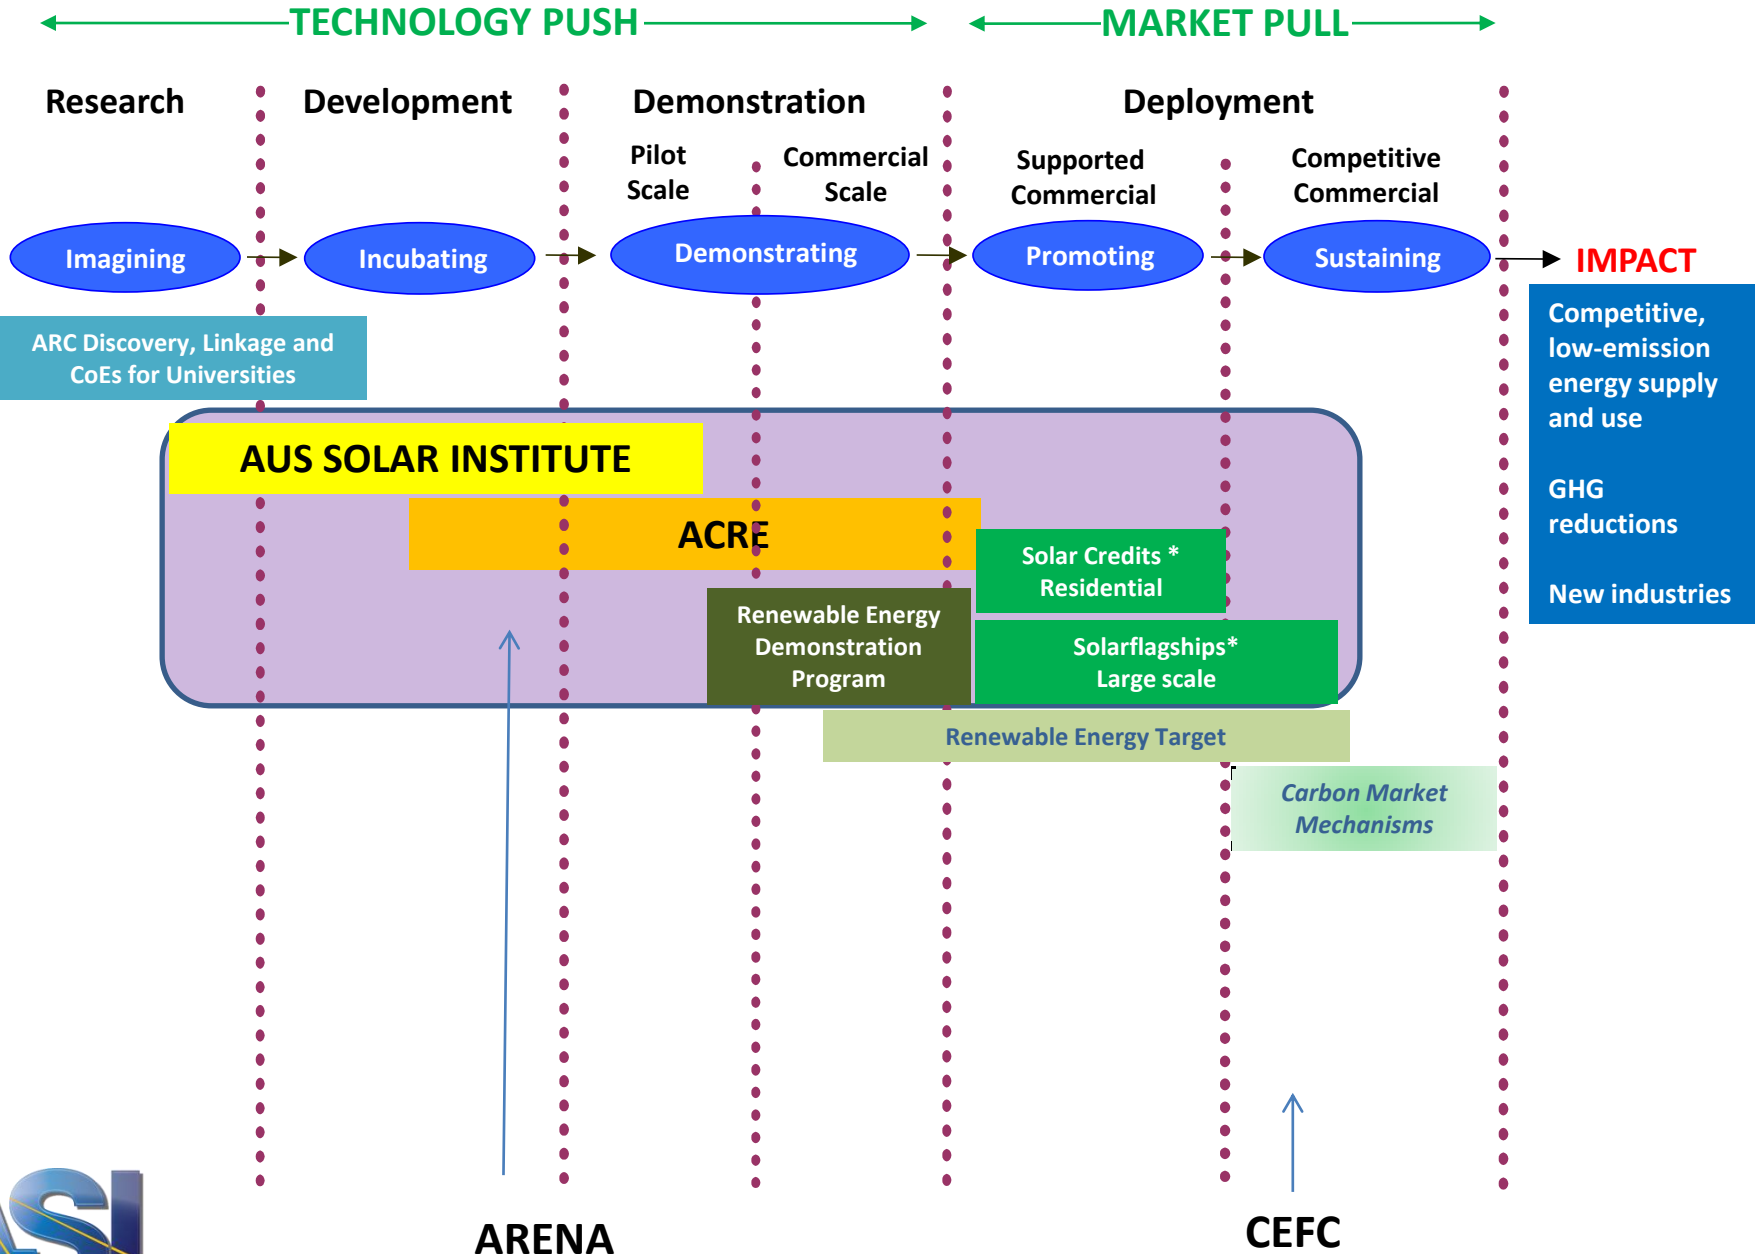 TECHNOLOGY PUSH
MARKET PULL
Research
Development
Demonstration
Deployment
Pilot
Scale
Commercial
Scale
Supported
Commercial
Competitive
Commercial
Imagining
Incubating
Demonstrating
Promoting
Sustaining
IMPACT
Competitive,
low-emission
energy supply
and use
GHG
reductions
New industries
ARC Discovery, Linkage and
CoEs for Universities
AUS SOLAR INSTITUTE
ACRE
Solar Credits *
Residential
Renewable Energy
Demonstration
Program
Solarflagships*
Large scale
Renewable Energy Target
Carbon Market
Mechanisms
ASI
ARENA
CEFC